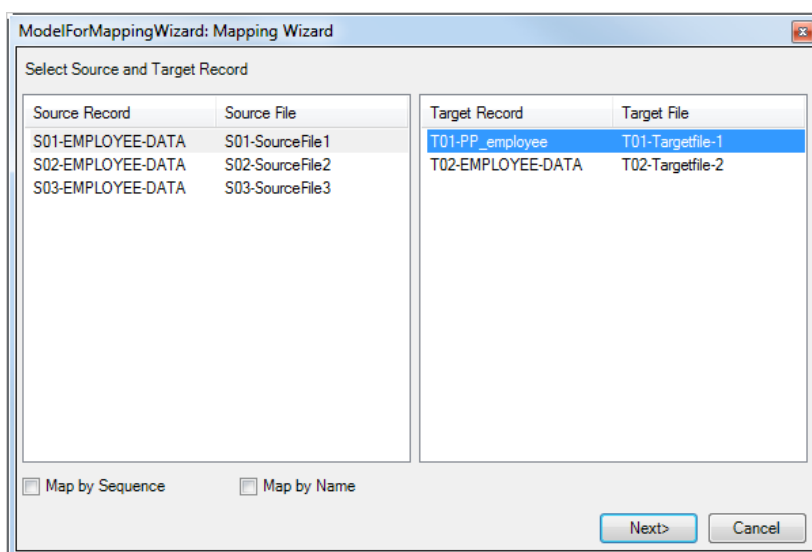 ModelForMappingWizard: Mapping Wizard
Select Source and Target Record
Source Record Source File Target Record Target File
S01-EMPLOYEE-DATA S01-SourceFile1 T01-PP_employee T01-Targetfile-1
S02-EMPLOYEE-DATA S02-SourceFile2 T02-EMPLOYEE-DATA T02-Targetfile-2
S03-EMPLOYEE-DATA S03-SourceFile3
Map by Sequence Map by Name
Next> Cancel